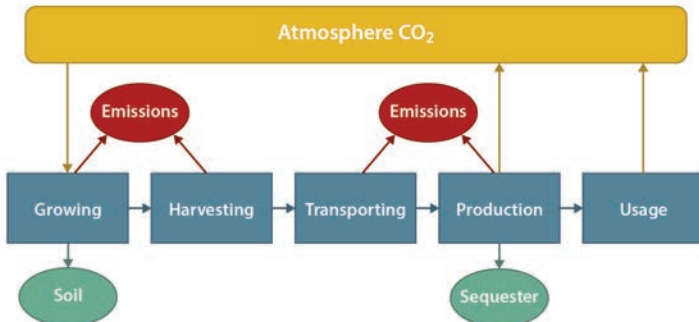 Atmosphere CO₂
Emissions
Emissions
Growing
Harvesting
Transporting
Production
Usage
Soil
Sequester